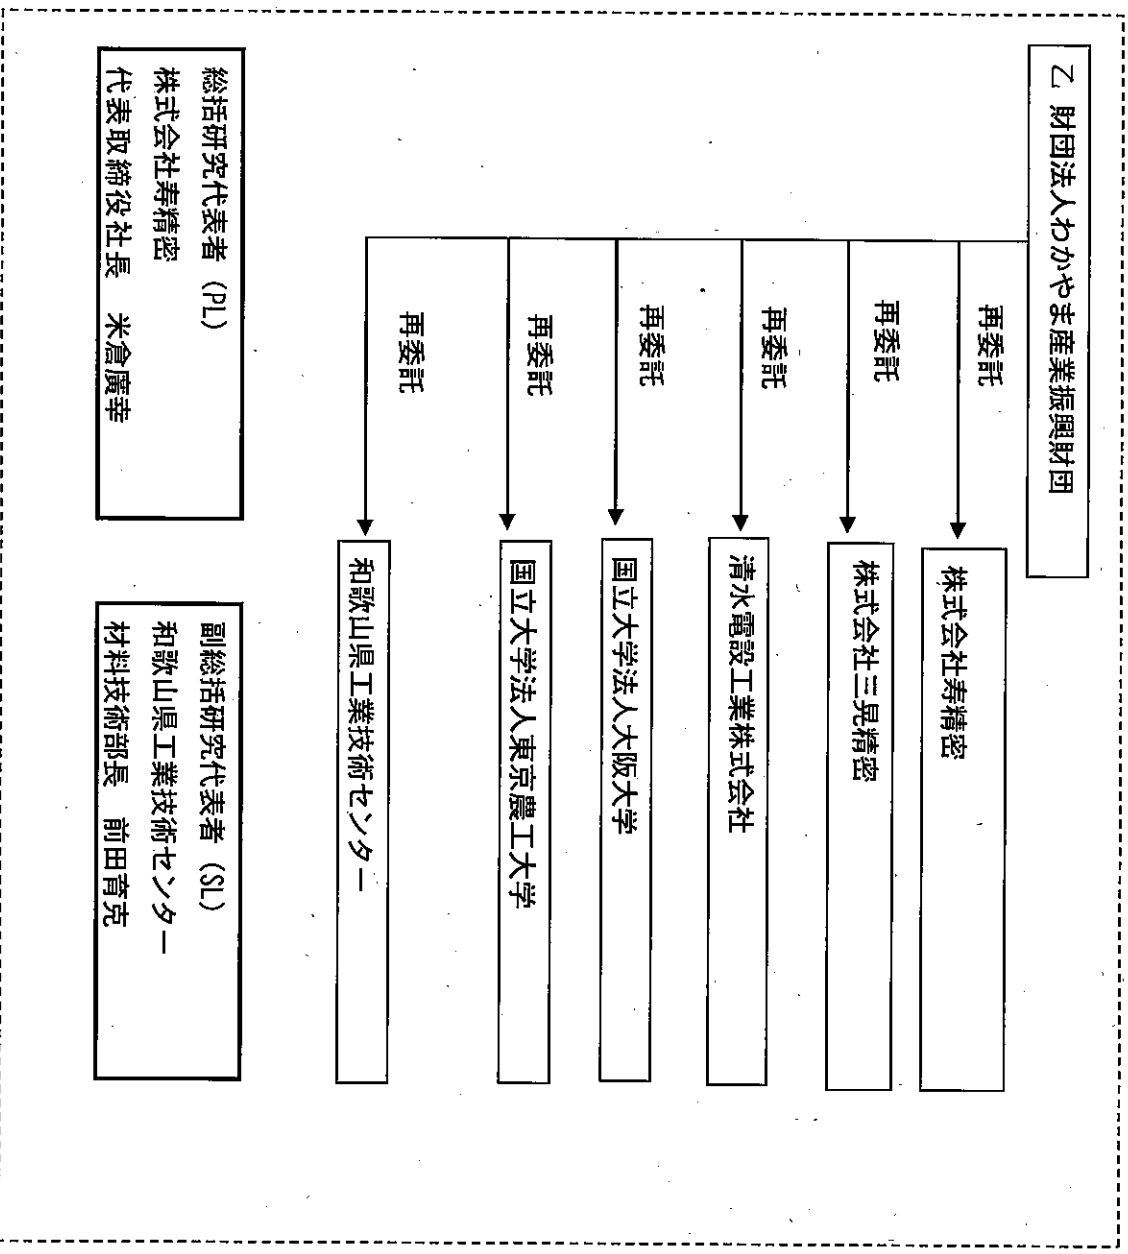 乙 財団法人わかやま産業振興財団
再委託
株式会社寿精密
再委託
株式会社三晃精密
再委託
清水電設工業株式会社
再委託
国立大学法人大阪大学
再委託
国立大学法人東京農工大学
再委託
和歌山県工業技術センター
総括研究代表者(PL)
株式会社寿精密
代表取締役社長 米倉廣幸
副総括研究代表者(SL)
和歌山県工業技術センター
材料技術部長 前田育克